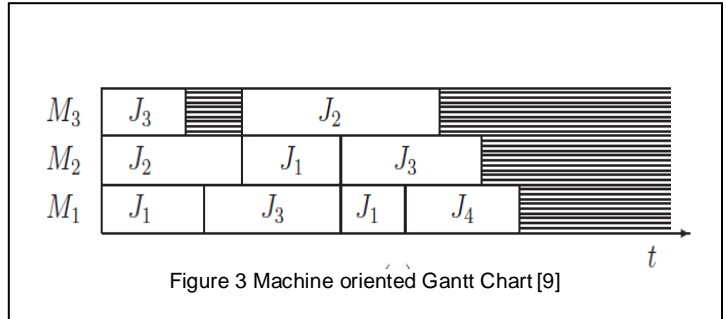 M3 J3 J2
M2 J2 J1 J3
M1 J1 J3 J1 J4
t
Figure 3 Machine oriented Gantt Chart [9]